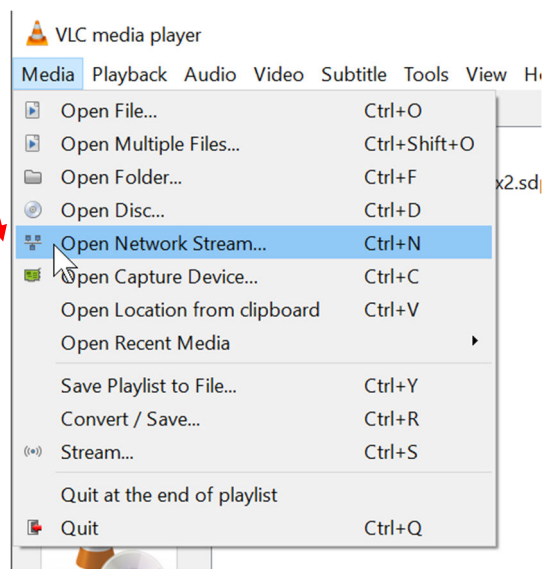 VLC media player
Media Playback Audio Video Subtitle Tools View
Open File... Ctrl+O
Open Multiple Files... Ctrl+Shift+O
Open Folder... Ctrl+F
x2.sd
Open Disc... Ctrl+D
Open Network Stream... Ctrl+N
Open Capture Device... Ctrl+C
Open Location from clipboard Ctrl+V
Open Recent Media
Save Playlist to File... Ctrl+Y
Convert / Save... Ctrl+R
Stream... Ctrl+S
Quit at the end of playlist
Quit Ctrl+Q